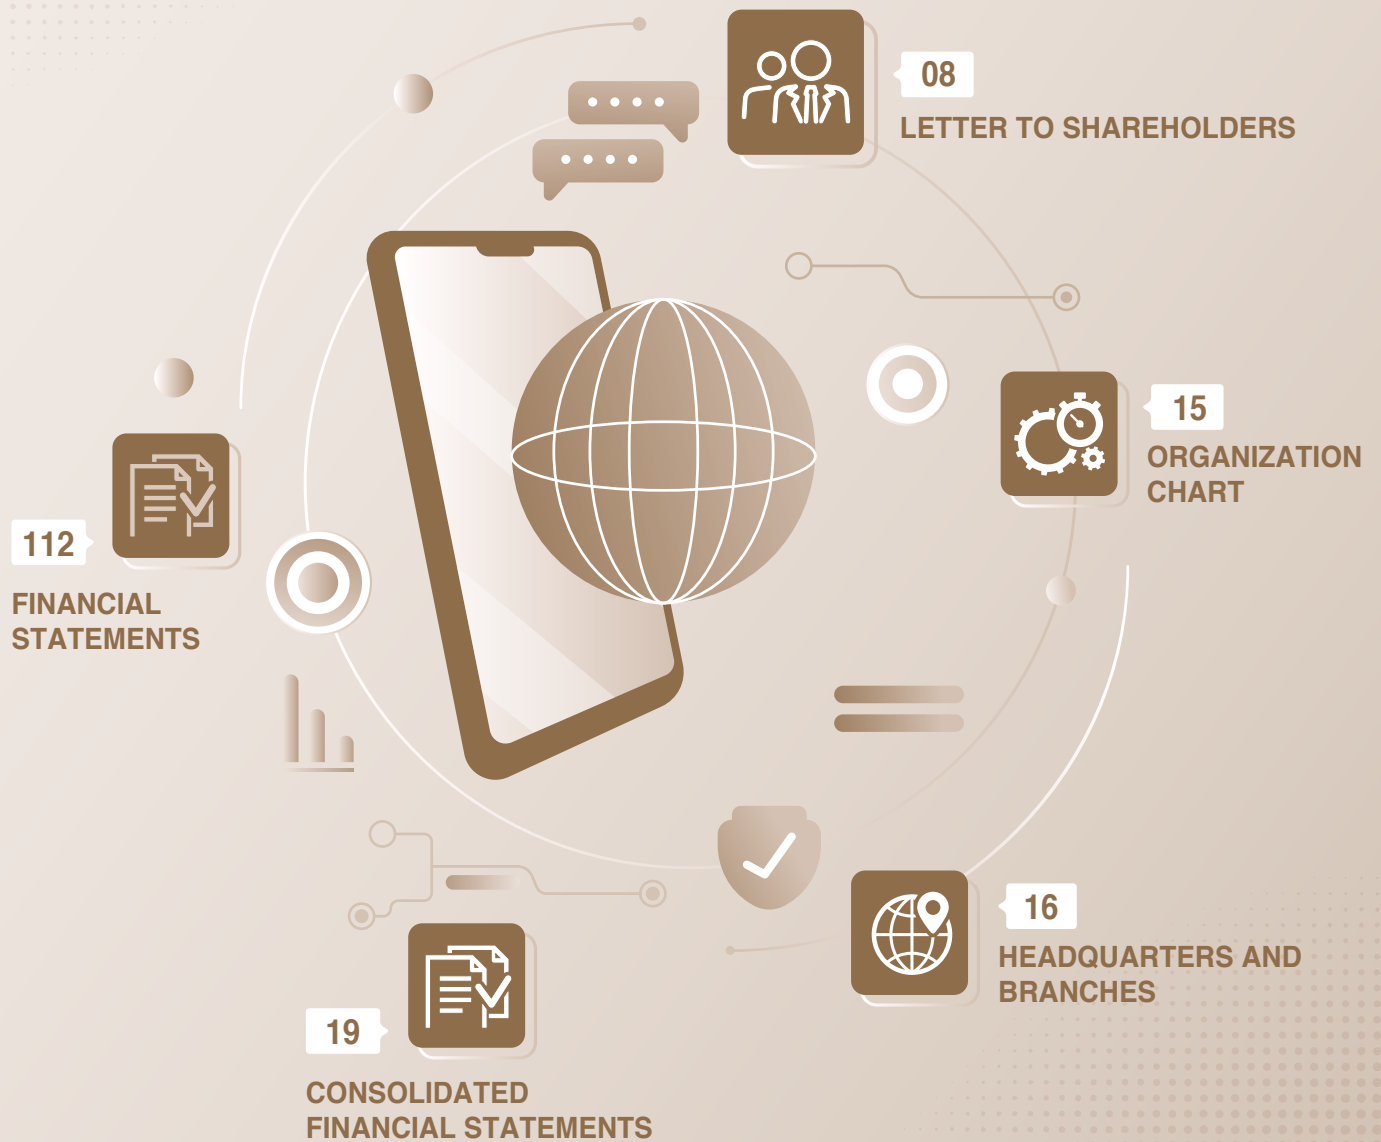 08
LETTER TO SHAREHOLDERS
15
ORGANIZATION
CHART
16
HEADQUARTERS AND
BRANCHES
19
CONSOLIDATED
FINANCIAL STATEMENTS
112
FINANCIAL
STATEMENTS